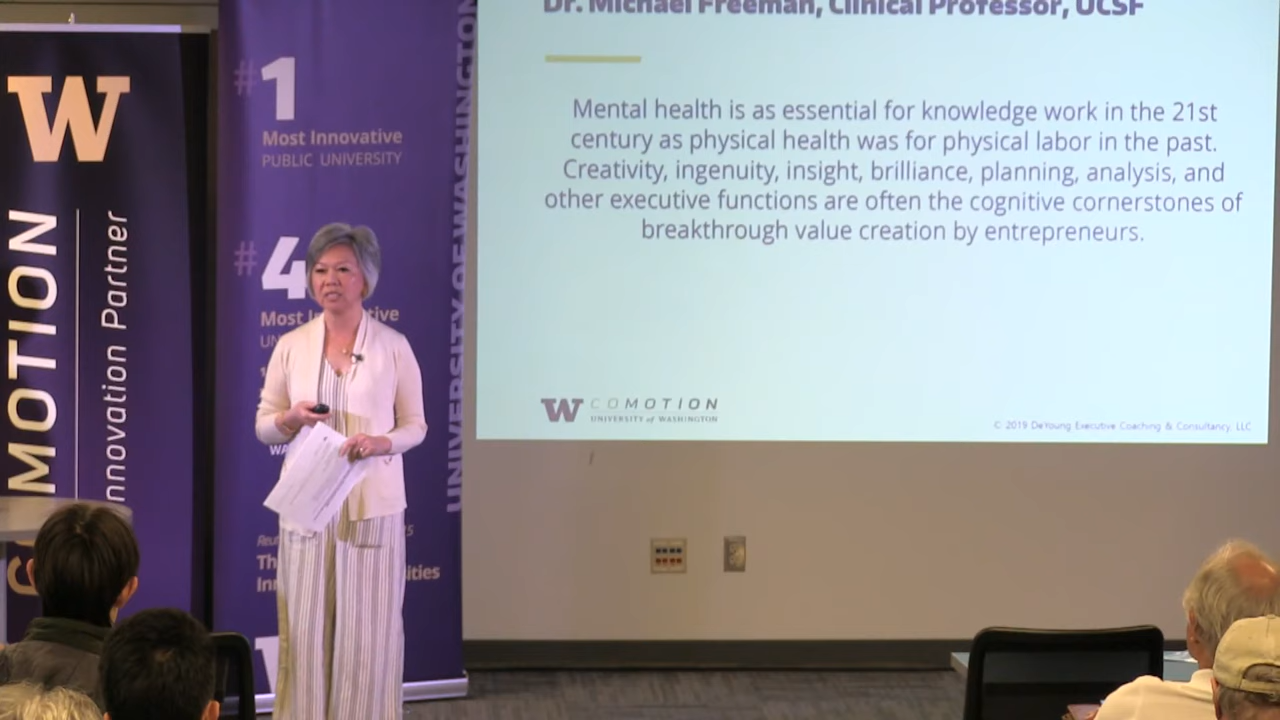 Dr. Michael Freeman, Clinical Professor, UCSF
Mental health is as essential for knowledge work in the 21st
century as physical health was for physical labor in the past.
Creativity, ingenuity, insight, brilliance, planning, analysis, and
other executive functions are often the cognitive cornerstones of
breakthrough value creation by entrepreneurs.
W COMOTION
UNIVERSITY of WASHINGTON
© 2019 DeYoung Executive Coaching & Consultancy, LLC
W
COMOTION
Innovation Partner
#1
Most Innovative
PUBLIC UNIVERSITY
#4
Most
UNIVERSITY OF WASHINGTON